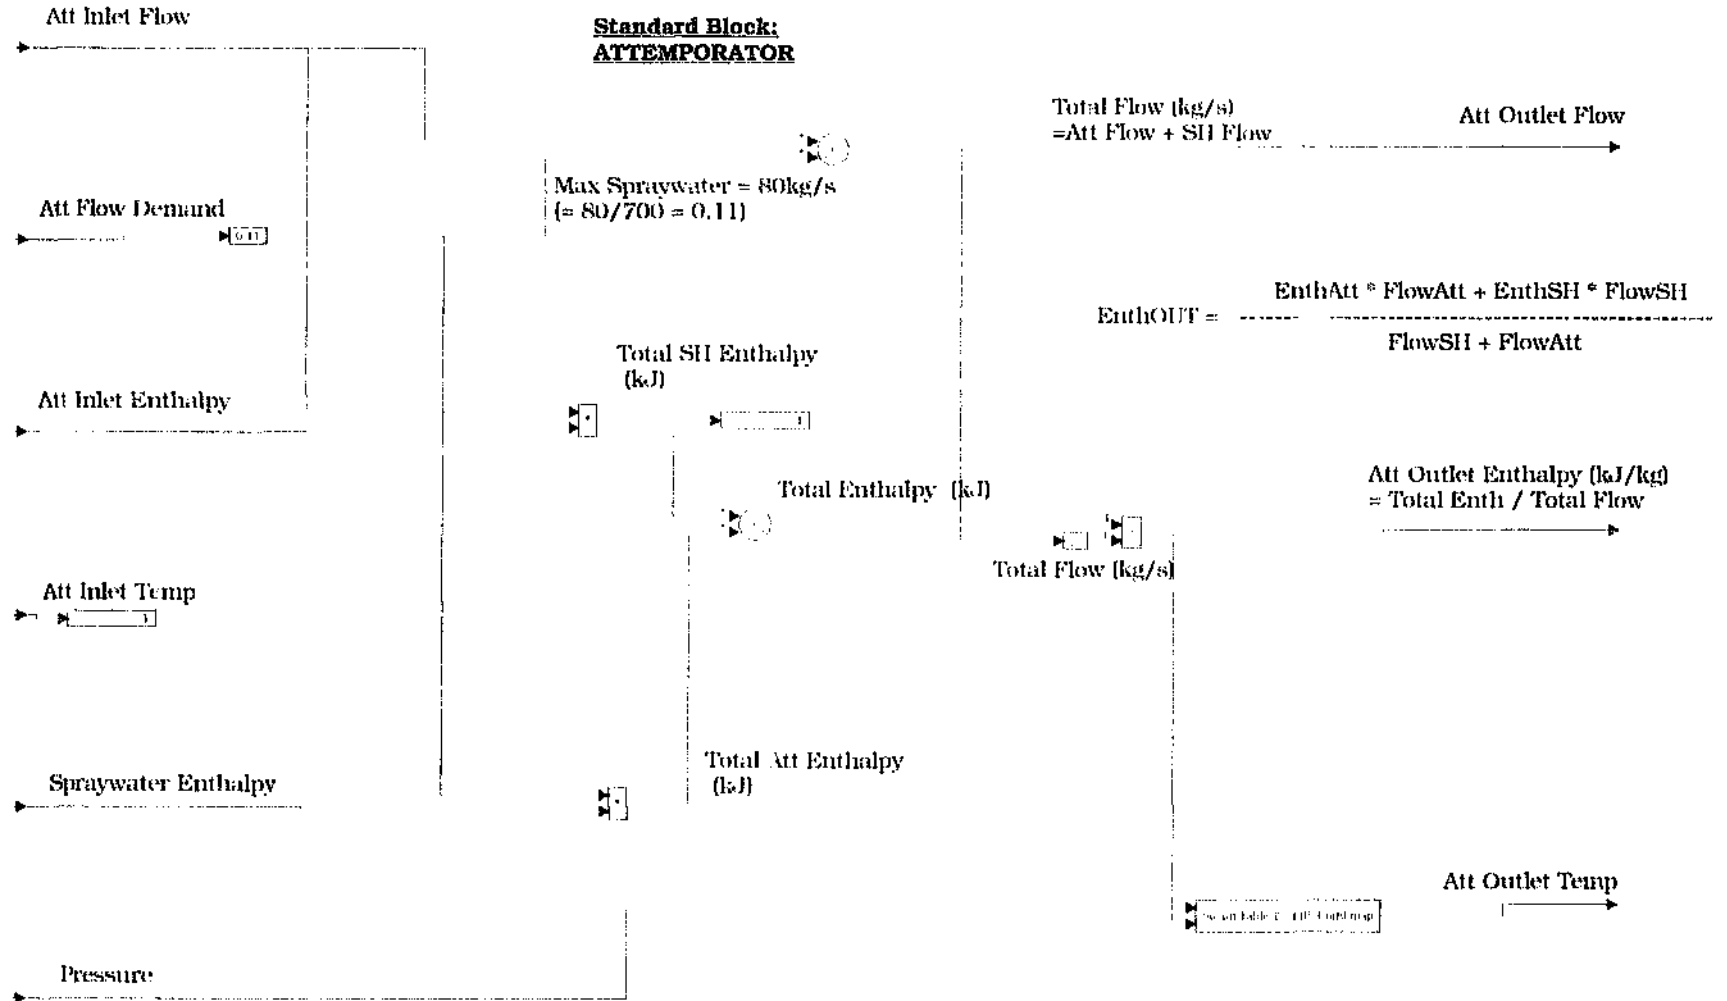 Att Inlet Flow
Standard Block:
ATTEMPORATOR
Total Flow (kg/s)
=Att Flow + SH Flow
Att Outlet Flow
Max Spraywater = 80kg/s
(= 80/700 = 0.11)
Att Flow Demand
0.11
EnthAtt * FlowAtt + EnthSH * FlowSH
EnthOUT =
FlowSH + FlowAtt
Total SH Enthalpy
(kJ)
Att Inlet Enthalpy
Att Outlet Enthalpy (kJ/kg)
= Total Enth / Total Flow
Total Enthalpy (kJ)
Total Flow (kg/s)
Att Inlet Temp
Total Att Enthalpy
(kJ)
Spraywater Enthalpy
Att Outlet Temp
Pressure